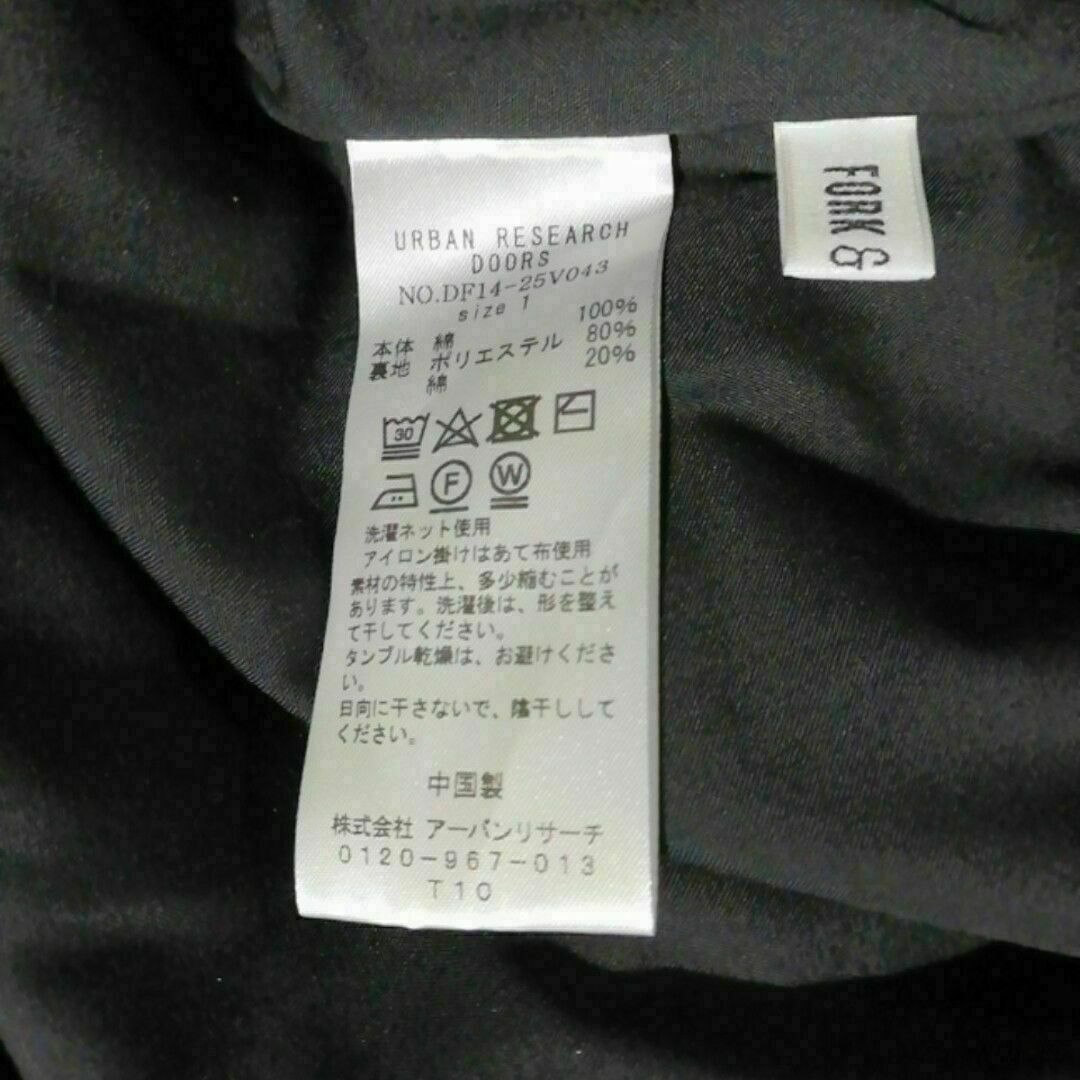 URBAN RESEARCH
DOORS
NO.DF14-25V043
size 1
本体 綿 100%
裏地 ポリエステル 80%
綿 20%
30
F W
洗濯ネット使用
アイロン掛けはあて布使用
素材の特性上、多少縮むことが
あります。洗濯後は、形を整え
て干してください。
タンブル乾燥は、お避けくださ
い。
日向に干さないで、陰干しして
ください。
中国製
株式会社 アーバンリサーチ
0120-967-013
T10
FORK &